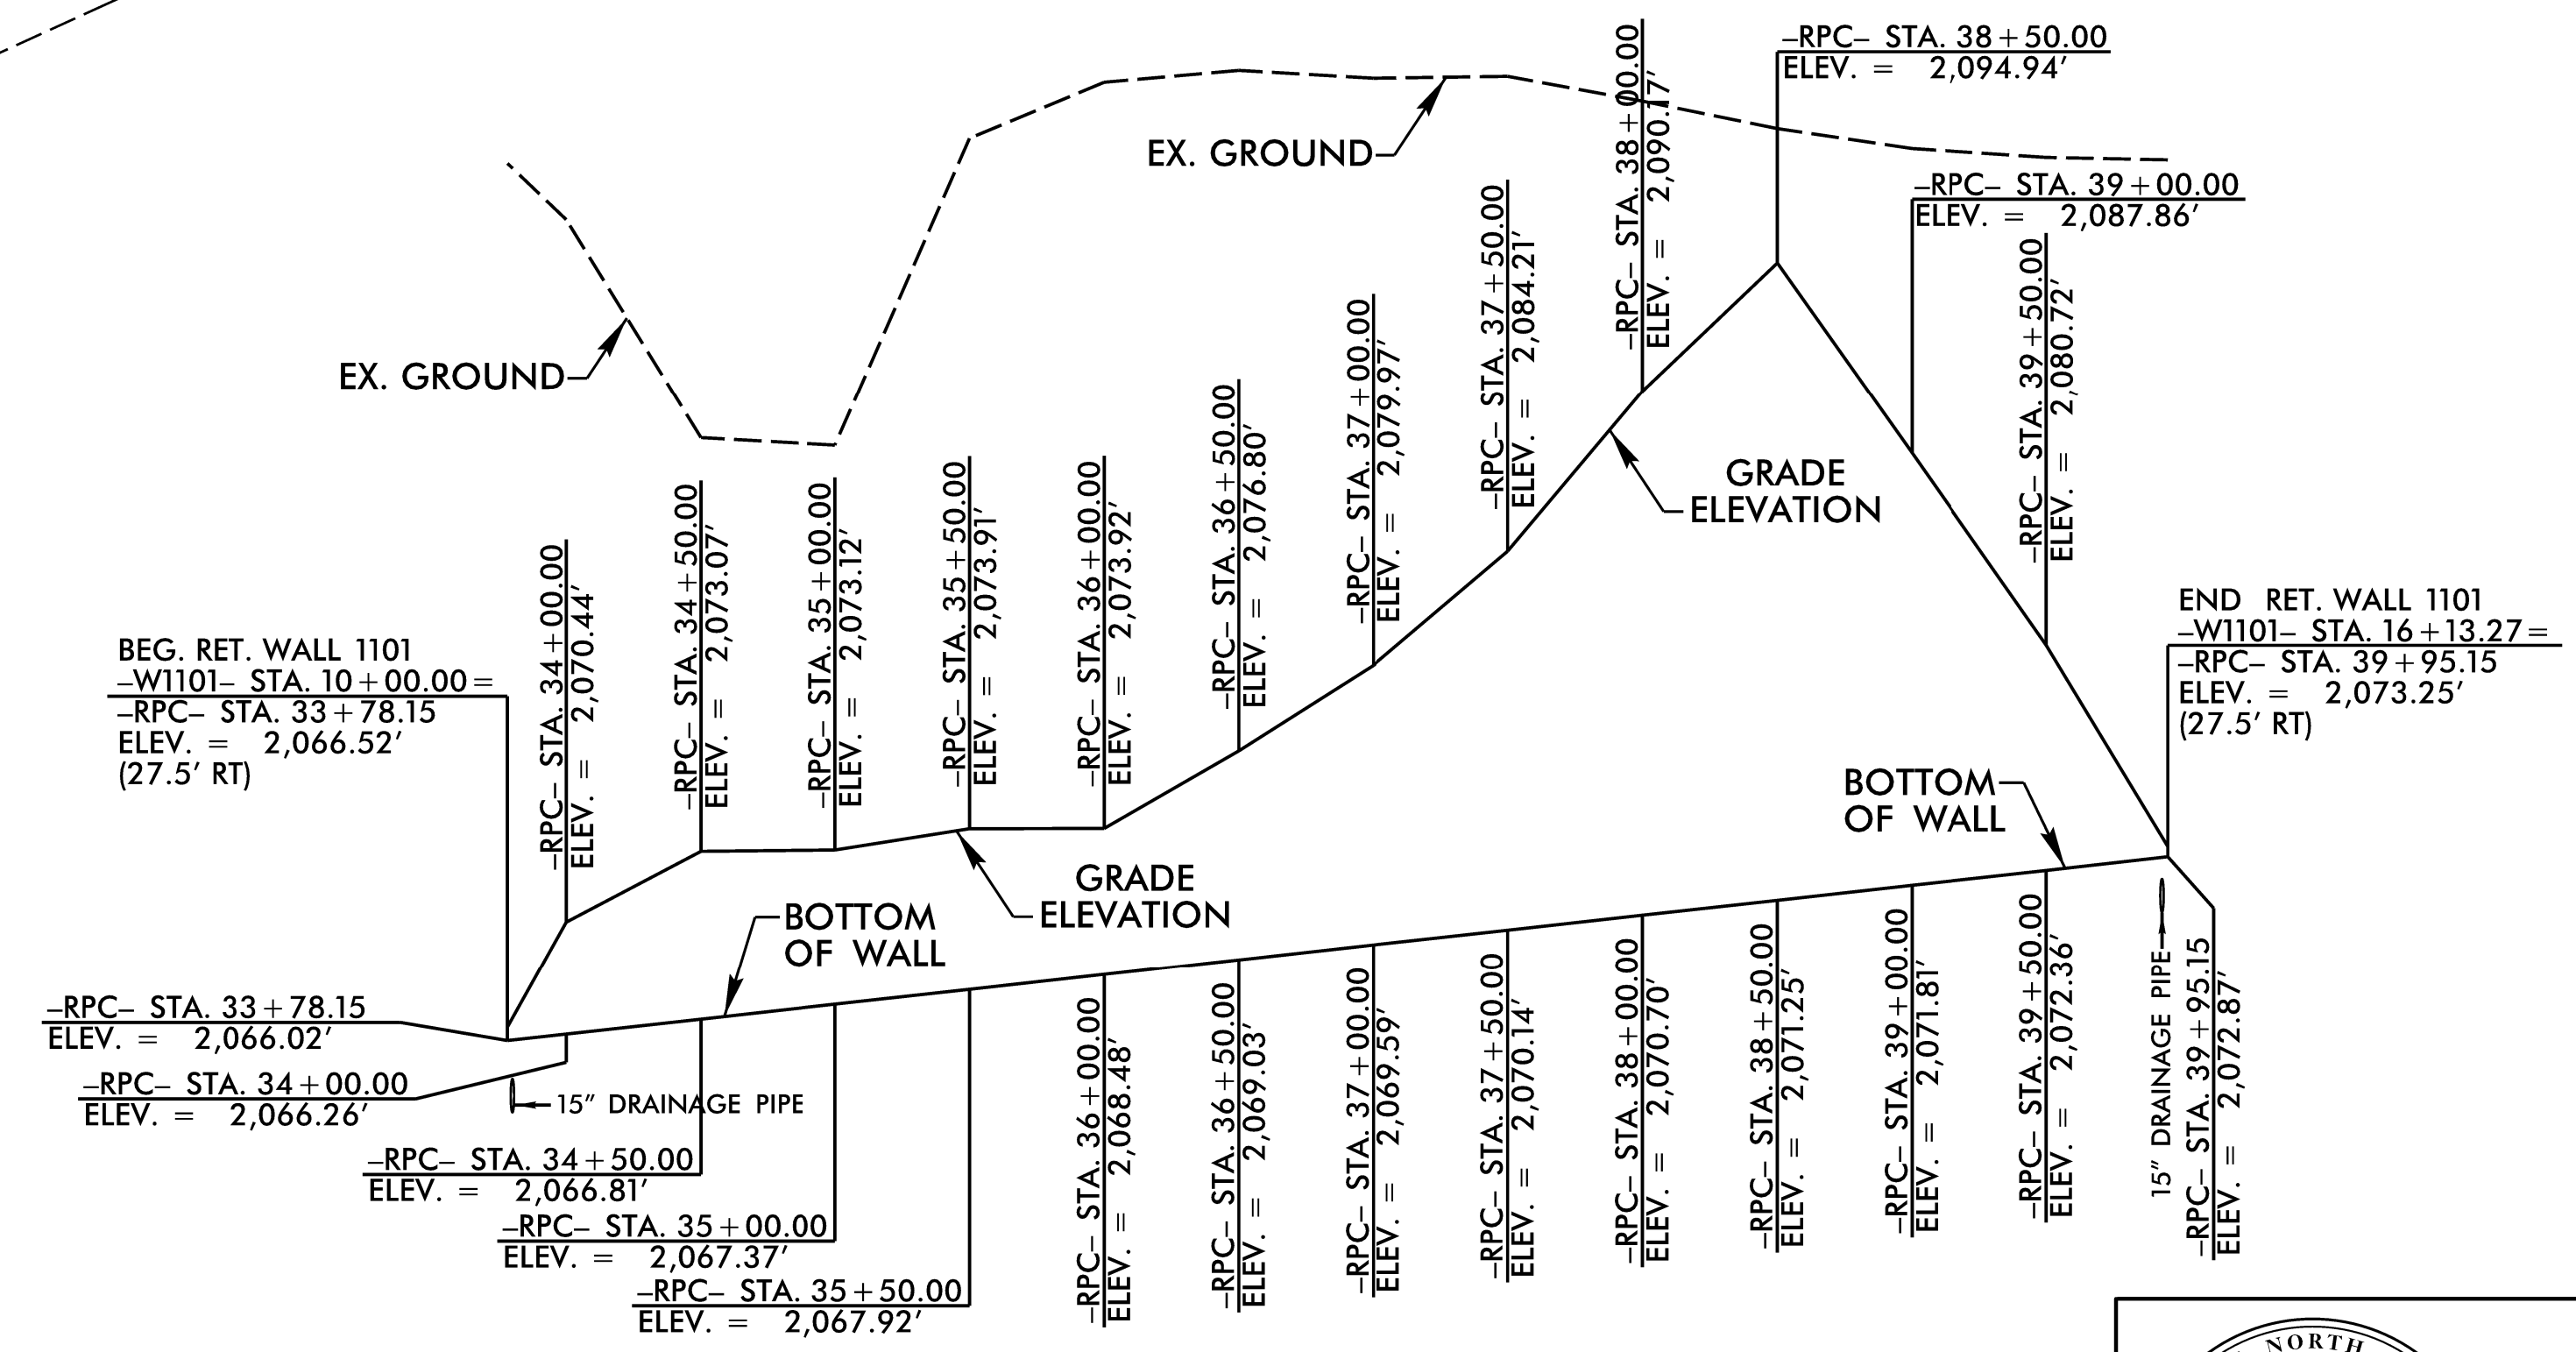 –RPC– STA. 38+50.00
ELEV. = 2,094.94′
–RPC– STA. 38+00.00
ELEV. = 2,090.17′
EX. GROUND
–RPC– STA. 39+00.00
ELEV. = 2,087.86′
–RPC– STA. 37+50.00
ELEV. = 2,084.21′
–RPC– STA. 39+50.00
ELEV. = 2,080.72′
–RPC– STA. 37+00.00
ELEV. = 2,079.97′
EX. GROUND
–RPC– STA. 36+50.00
ELEV. = 2,076.80′
GRADE
ELEVATION
–RPC– STA. 34+00.00
ELEV. = 2,070.44′
–RPC– STA. 34+50.00
ELEV. = 2,073.07′
–RPC– STA. 35+00.00
ELEV. = 2,073.12′
–RPC– STA. 35+50.00
ELEV. = 2,073.91′
–RPC– STA. 36+00.00
ELEV. = 2,073.92′
BEG. RET. WALL 1101
–W1101– STA. 10+00.00=
–RPC– STA. 33+78.15
ELEV. = 2,066.52′
(27.5′ RT)
END RET. WALL 1101
–W1101– STA. 16+13.27=
–RPC– STA. 39+95.15
ELEV. = 2,073.25′
(27.5′ RT)
BOTTOM
OF WALL
GRADE
ELEVATION
BOTTOM
OF WALL
–RPC– STA. 33+78.15
ELEV. = 2,066.02′
–RPC– STA. 34+00.00
ELEV. = 2,066.26′
15″ DRAINAGE PIPE
–RPC– STA. 34+50.00
ELEV. = 2,066.81′
–RPC– STA. 35+00.00
ELEV. = 2,067.37′
–RPC– STA. 35+50.00
ELEV. = 2,067.92′
–RPC– STA. 36+00.00
ELEV. = 2,068.48′
–RPC– STA. 36+50.00
ELEV. = 2,069.03′
–RPC– STA. 37+00.00
ELEV. = 2,069.59′
–RPC– STA. 37+50.00
ELEV. = 2,070.14′
–RPC– STA. 38+00.00
ELEV. = 2,070.70′
–RPC– STA. 38+50.00
ELEV. = 2,071.25′
–RPC– STA. 39+00.00
ELEV. = 2,071.81′
–RPC– STA. 39+50.00
ELEV. = 2,072.36′
15″ DRAINAGE PIPE
–RPC– STA. 39+95.15
ELEV. = 2,072.87′
NORTH